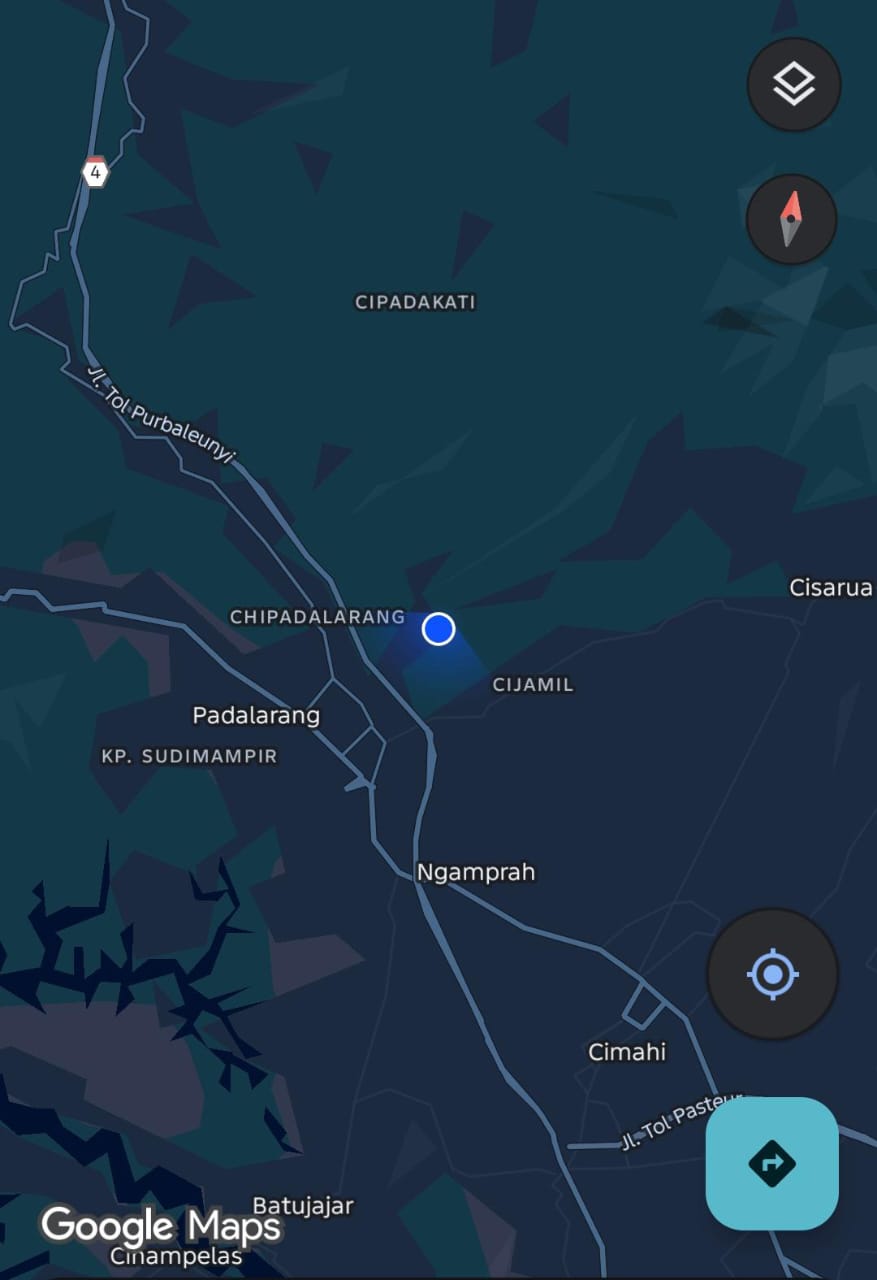 4
CIPADAKATI
Jl. Tol Purbaleunyi
Cisarua
CHIPADALARANG
CIJAMIL
Padalarang
KP. SUDIMAMPIR
Ngamprah
Cimahi
Jl. Tol Pasteur
Batujajar
Google Maps
Cihampelas